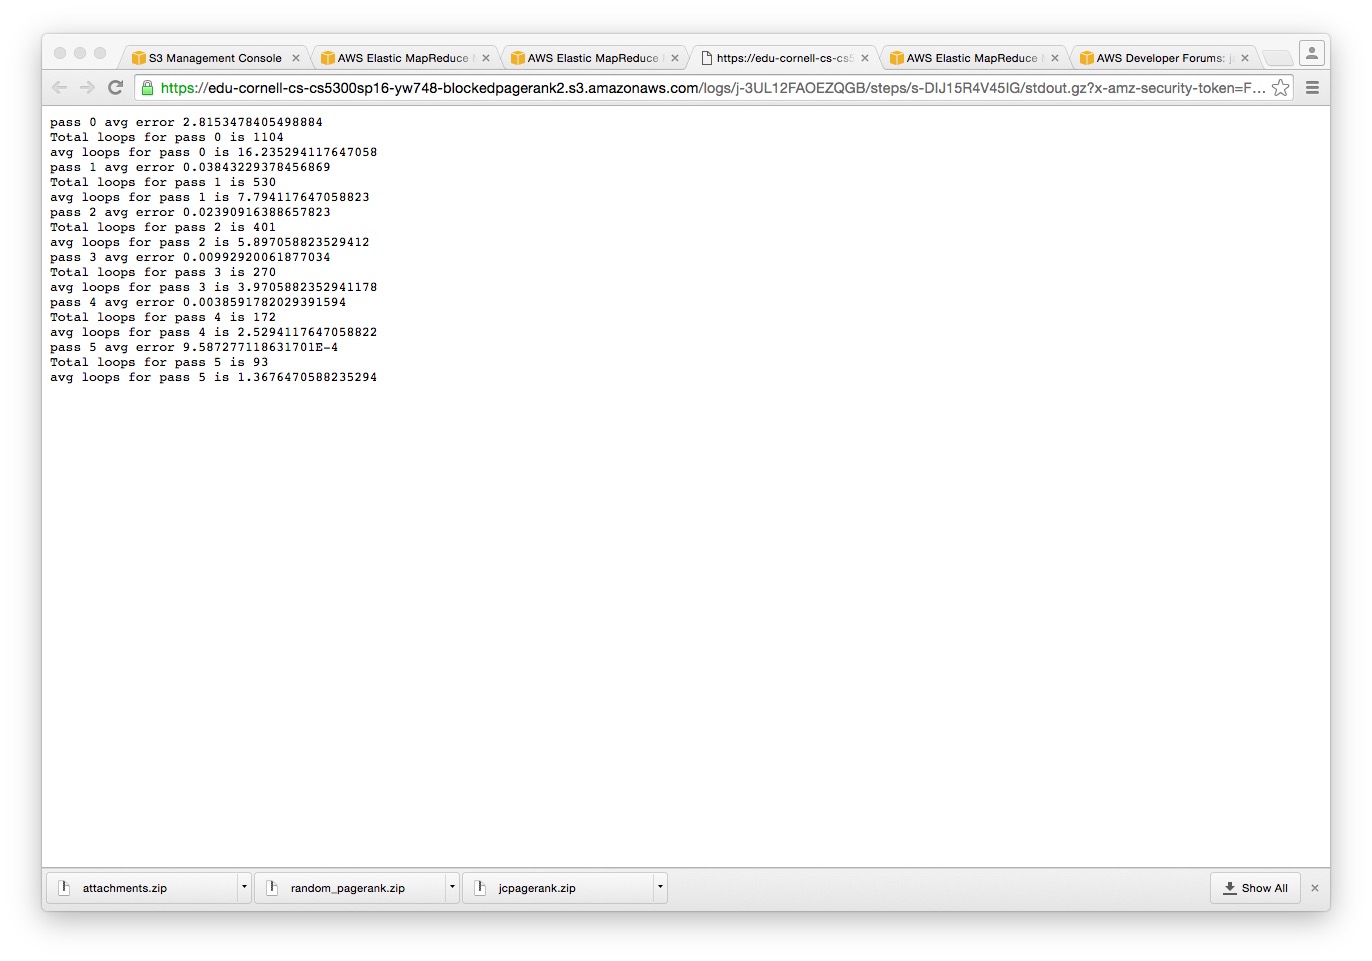 S3 Management Console
AWS Elastic MapReduce
AWS Elastic MapReduce
https://edu-cornell-cs-cs5
AWS Elastic MapReduce
AWS Developer Forums:
https://edu-cornell-cs-cs5300sp16-yw748-blockedpagerank2.s3.amazonaws.com/logs/j-3UL12FAOEZQGB/steps/s-DIJ15R4V45IG/stdout.gz?x-amz-security-token=F...
pass 0 avg error 2.8153478405498884
Total loops for pass 0 is 1104
avg loops for pass 0 is 16.235294117647058
pass 1 avg error 0.03843229378456869
Total loops for pass 1 is 530
avg loops for pass 1 is 7.794117647058823
pass 2 avg error 0.02390916388657823
Total loops for pass 2 is 401
avg loops for pass 2 is 5.897058823529412
pass 3 avg error 0.00992920061877034
Total loops for pass 3 is 270
avg loops for pass 3 is 3.9705882352941178
pass 4 avg error 0.0038591782029391594
Total loops for pass 4 is 172
avg loops for pass 4 is 2.5294117647058822
pass 5 avg error 9.587277118631701E-4
Total loops for pass 5 is 93
avg loops for pass 5 is 1.3676470588235294
attachments.zip
random_pagerank.zip
jcpagerank.zip
Show All